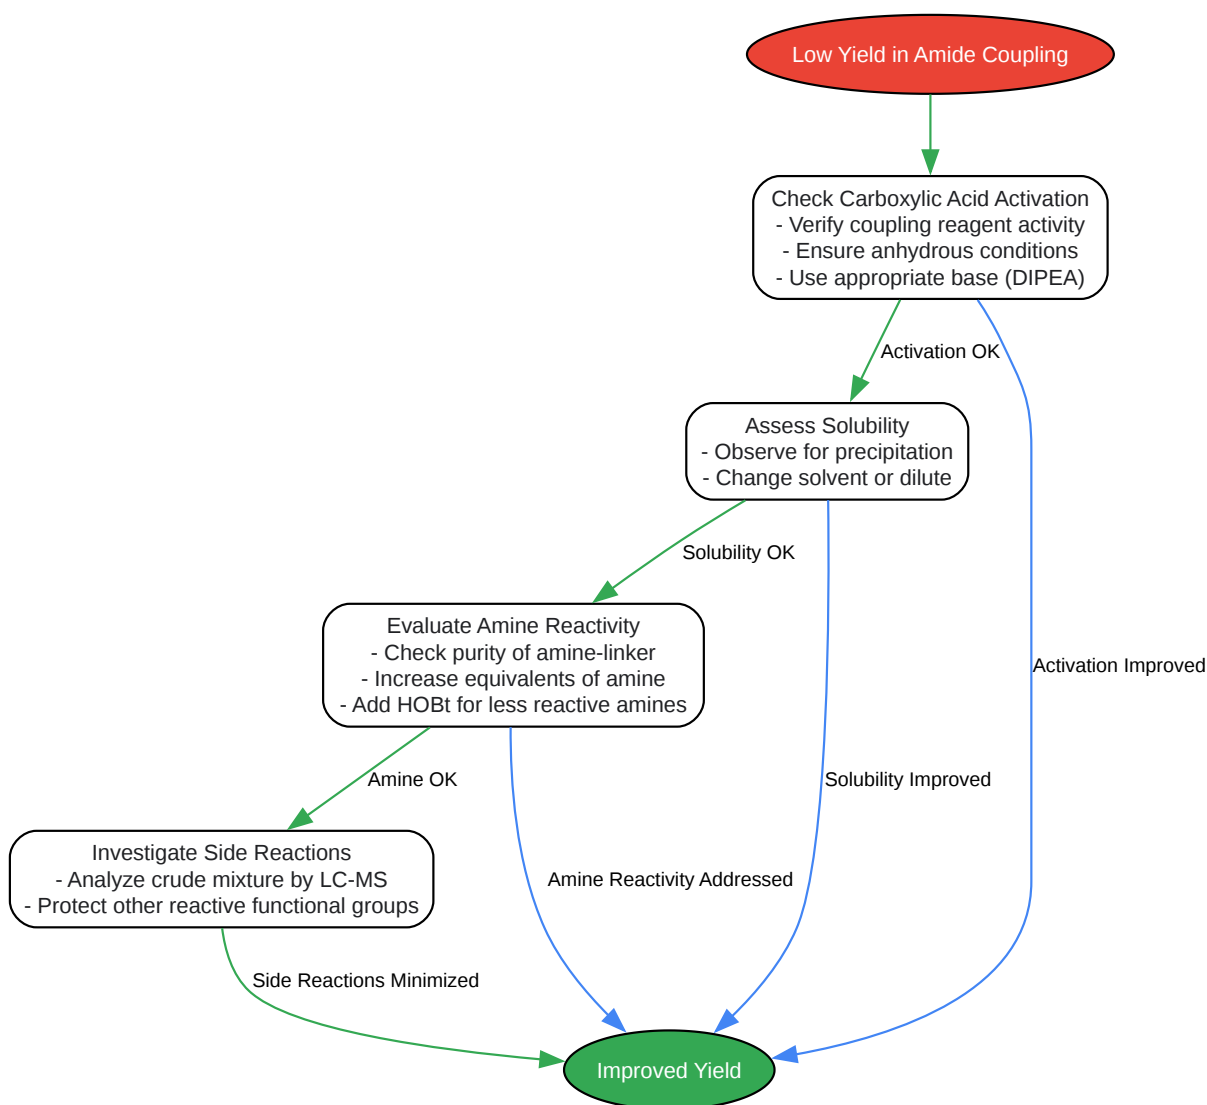 Low Yield in Amide Coupling
Check Carboxylic Acid Activation
- Verify coupling reagent activity
- Ensure anhydrous conditions
- Use appropriate base (DIPEA)
Activation OK
Assess Solubility
- Observe for precipitation
- Change solvent or dilute
Solubility OK
Evaluate Amine Reactivity
- Check purity of amine-linker
- Increase equivalents of amine
- Add HOBt for less reactive amines
Activation Improved
Amine OK
Solubility Improved
Investigate Side Reactions
- Analyze crude mixture by LC-MS
- Protect other reactive functional groups
Amine Reactivity Addressed
Side Reactions Minimized
Improved Yield